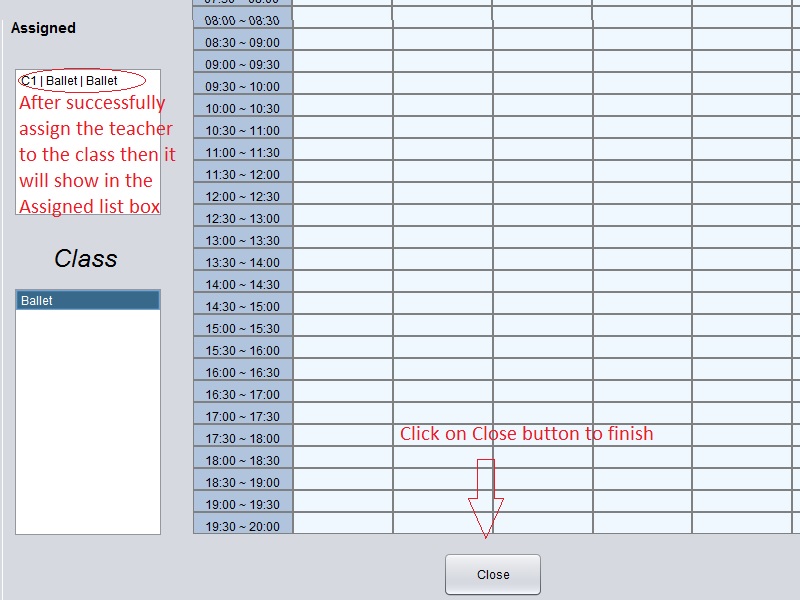 Assigned
C1 | Ballet | Ballet
After successfully
assign the teacher
to the class then it
will show in the
Assigned list box
Class
Ballet
08:00 ~ 08:30
08:30 ~ 09:00
09:00 ~ 09:30
09:30 ~ 10:00
10:00 ~ 10:30
10:30 ~ 11:00
11:00 ~ 11:30
11:30 ~ 12:00
12:00 ~ 12:30
12:30 ~ 13:00
13:00 ~ 13:30
13:30 ~ 14:00
14:00 ~ 14:30
14:30 ~ 15:00
15:00 ~ 15:30
15:30 ~ 16:00
16:00 ~ 16:30
16:30 ~ 17:00
17:00 ~ 17:30
17:30 ~ 18:00
18:00 ~ 18:30
18:30 ~ 19:00
19:00 ~ 19:30
19:30 ~ 20:00
Click on Close button to finish
Close